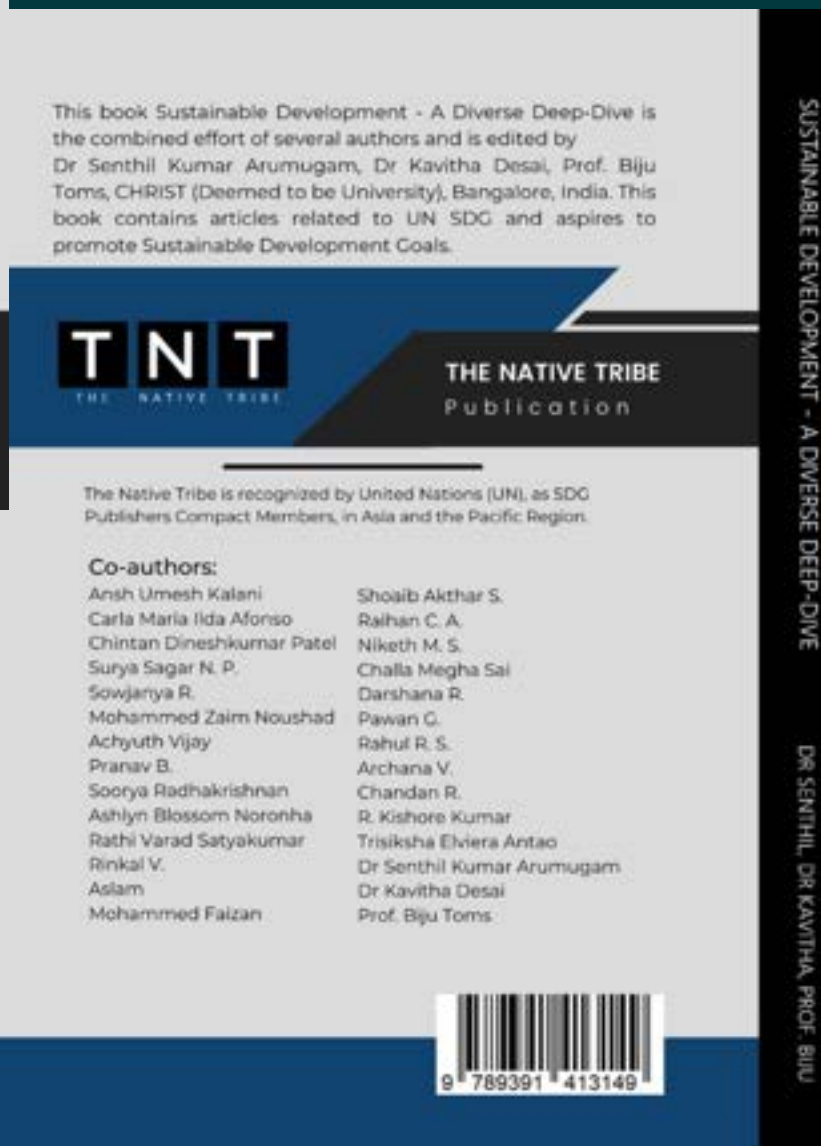 This book Sustainable Development - A Diverse Deep-Dive is
the combined effort of several authors and is edited by
Dr Senthil Kumar Arumugam, Dr Kavitha Desai, Prof. Biju
Toms, CHRIST (Deemed to be University), Bangalore, India. This
book contains articles related to UN SDG and aspires to
promote Sustainable Development Goals.
TNT
THE NATIVE TRIBE
THE NATIVE TRIBE
Publication
The Native Tribe is recognized by United Nations (UN), as SDG
Publishers Compact Members, in Asia and the Pacific Region.
Co-authors:
Ansh Umesh Kalani
Carla Maria Ilda Afonso
Chintan Dineshkumar Patel
Surya Sagar N. P.
Sowjanya R.
Mohammed Zaim Noushad
Achyuth Vijay
Pranav B.
Soorya Radhakrishnan
Ashlyn Blossom Noronha
Rathi Varad Satyakumar
Rinkal V.
Aslam
Mohammed Faizan
Shoaib Akthar S.
Raihan C. A.
Niketh M. S.
Challa Megha Sai
Darshana R.
Pawan G.
Rahul R. S.
Archana V.
Chandan R.
R. Kishore Kumar
Trisiksha Elviera Antao
Dr Senthil Kumar Arumugam
Dr Kavitha Desai
Prof. Biju Toms
9 789391 413149
SUSTAINABLE DEVELOPMENT - A DIVERSE DEEP-DIVE
DR SENTHIL, DR KAVITHA, PROF. BIJU